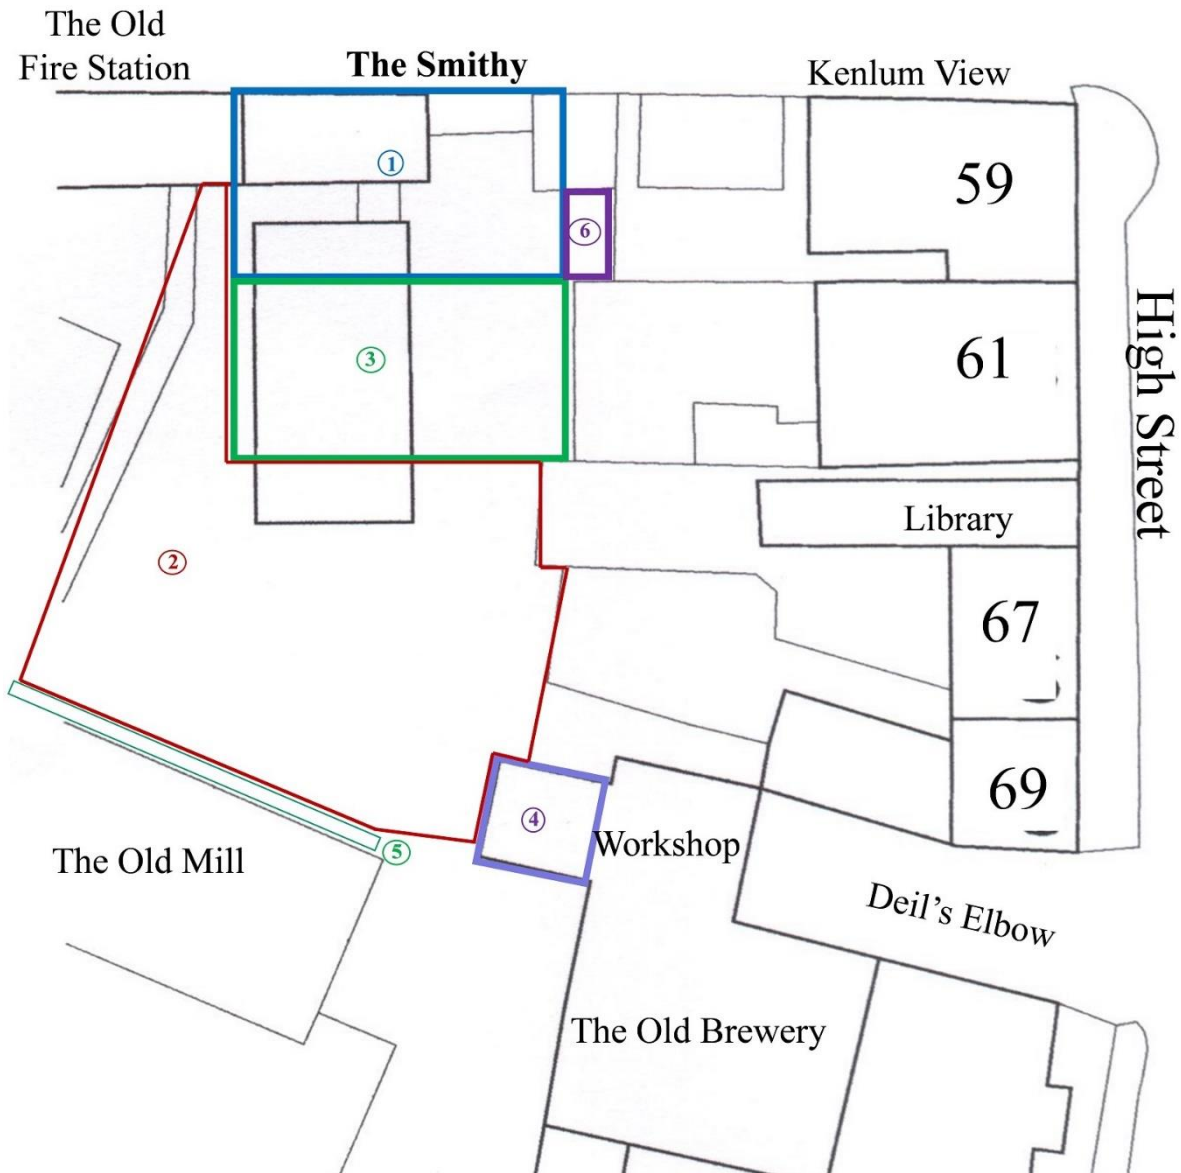 The Old
Fire Station
The Smithy
Kenlum View
1
59
6
High Street
3
61
Library
2
67
69
4
Workshop
5
The Old Mill
Deil's Elbow
The Old Brewery